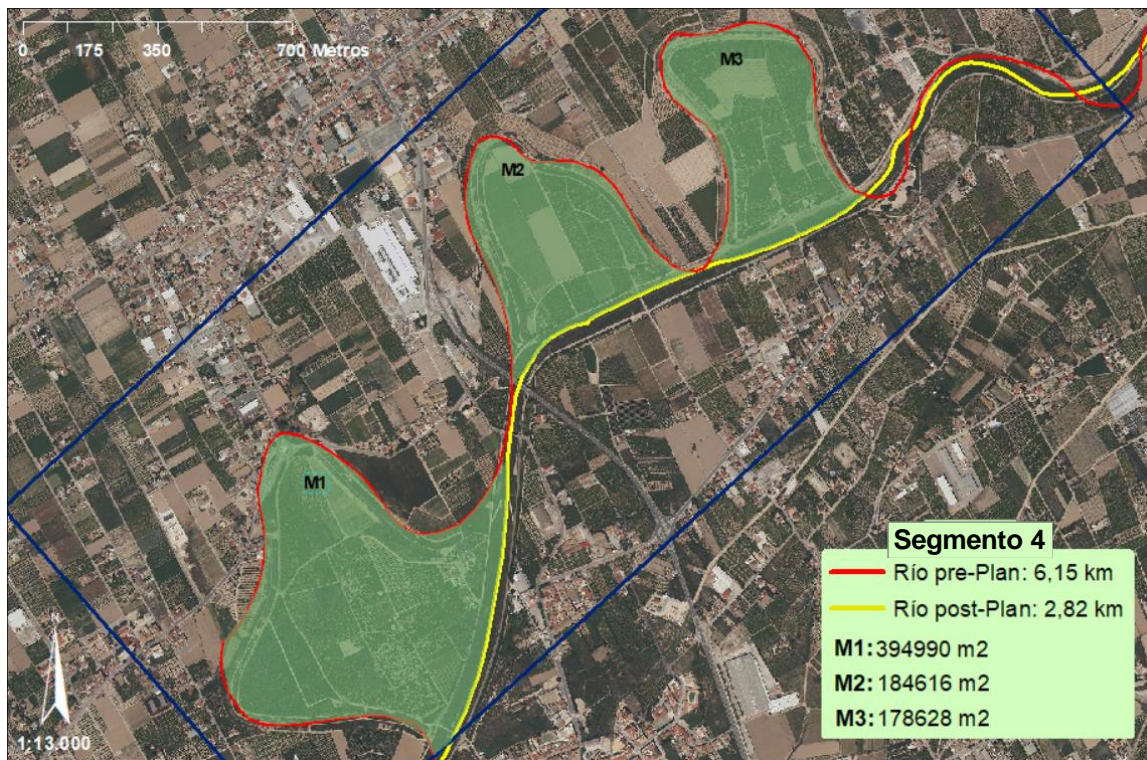 0 175 350 700 Metros
M3
M2
M1
Segmento 4
Río pre-Plan: 6,15 km
Río post-Plan: 2,82 km
M1: 394990 m2
M2: 184616 m2
M3: 178628 m2
1:13.000